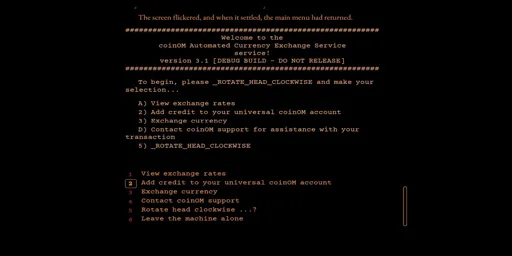 The screen flickered, and when it settled, the main menu had returned.
###########################################################
Welcome to the
coinOM Automated Currency Exchange Service
service!
version 3.1 [DEBUG BUILD - DO NOT RELEASE]
###########################################################
To begin, please _ROTATE_HEAD_CLOCKWISE and make your
selection...
A) View exchange rates
2) Add credit to your universal coinOM account
3) Exchange currency
D) Contact coinOM support for assistance with your
transaction
5) _ROTATE_HEAD_CLOCKWISE
1 View exchange rates
2 Add credit to your universal coinOM account
3 Exchange currency
4 Contact coinOM support
5 Rotate head clockwise ...?
6 Leave the machine alone